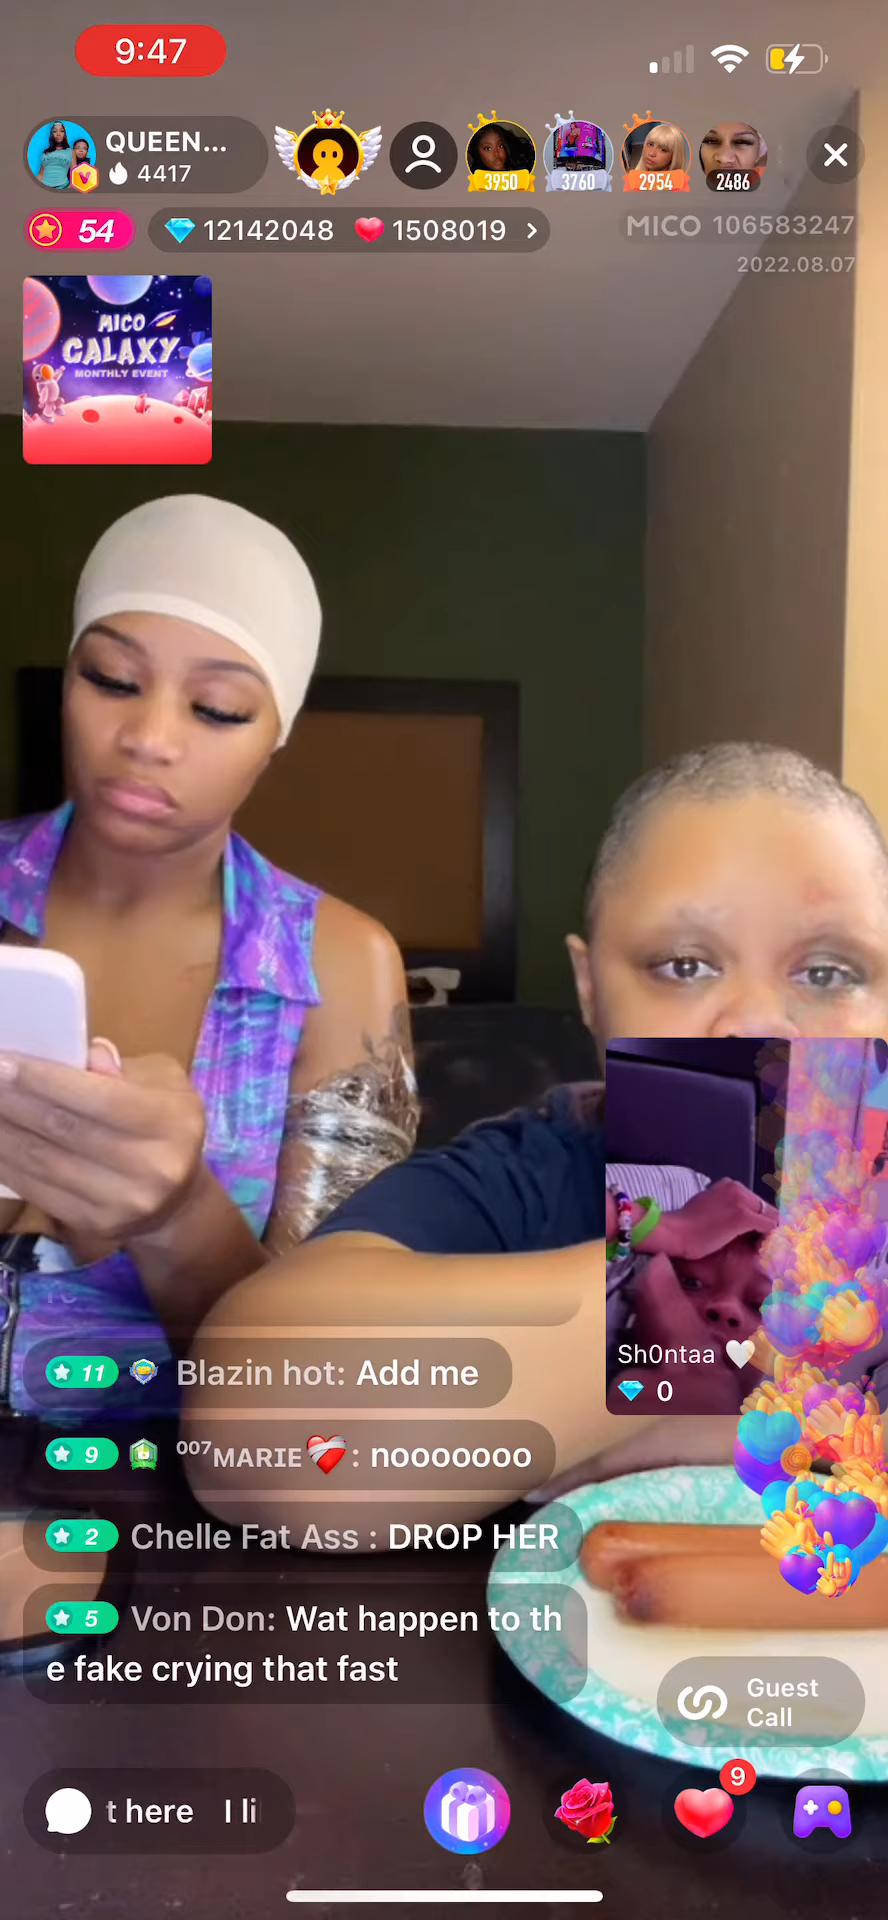 9:47
QUEEN...
4417
3950
3760
2954
2486
54
12142048
1508019
MICO 106583247
2022.08.07
MICO
GALAXY
MONTHLY EVENT
Sh0ntaa
0
11 Blazin hot: Add me
9 007MARIE: nooooooo
2 Chelle Fat Ass : DROP HER
5 Von Don: Wat happen to th
e fake crying that fast
Guest
Call
t here I li
9